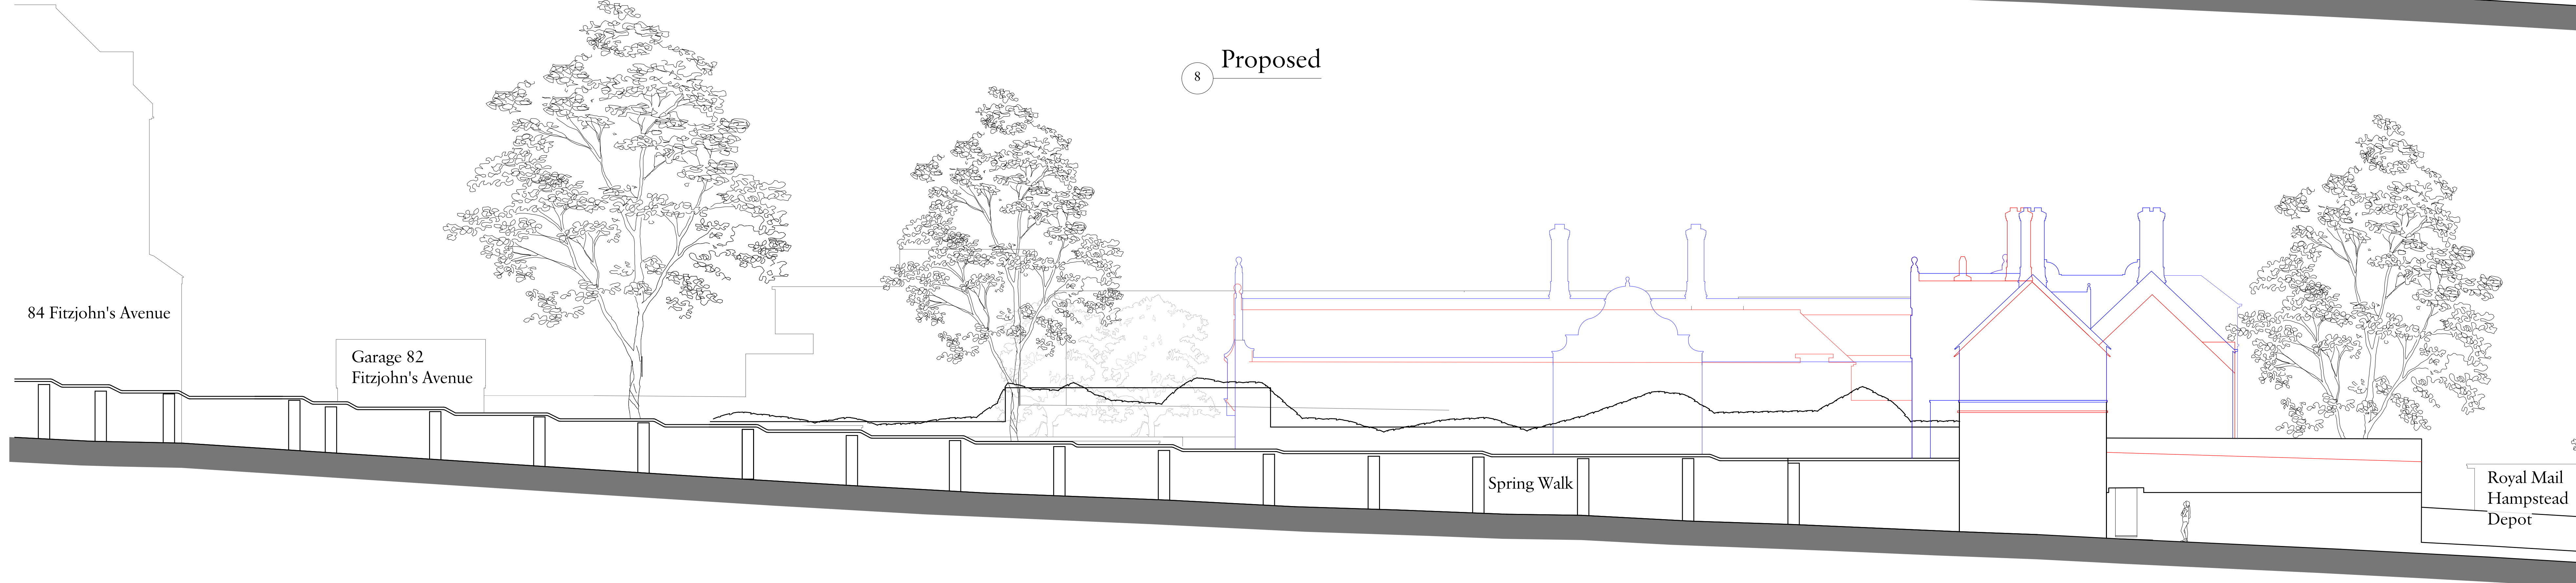 8
Proposed
84 Fitzjohn's Avenue
Garage 82
Fitzjohn's Avenue
Spring Walk
Royal Mail
Hampstead
Depot